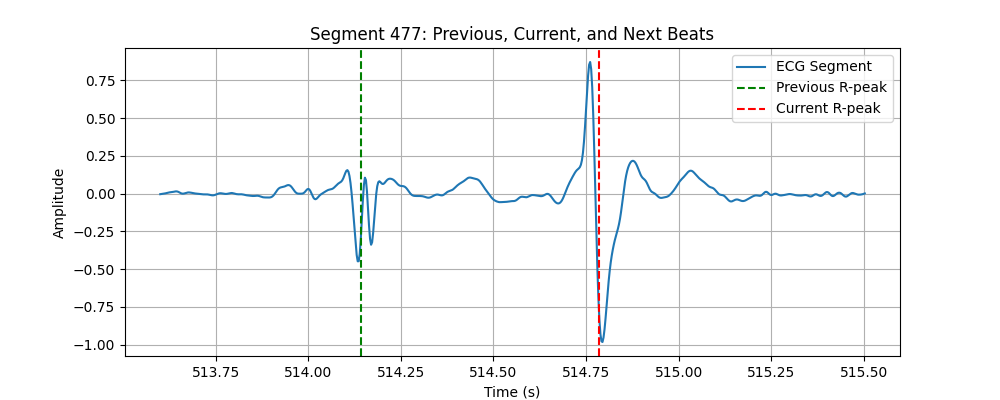 Segment 477: Previous, Current, and Next Beats
ECG Segment
Previous R-peak
Current R-peak
Amplitude
0.75
0.50
0.25
0.00
−0.25
−0.50
−0.75
−1.00
513.75 514.00 514.25 514.50 514.75 515.00 515.25 515.50
Time (s)